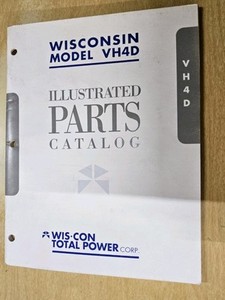 WISCONSIN
MODEL VH4D
VH4D
ILLUSTRATED
PARTS
CATALOG
WIS·CON
TOTAL POWER CORP.